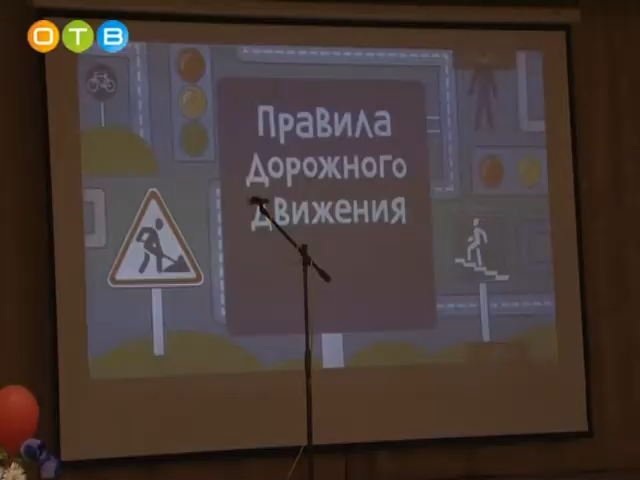 ОТВ
Правила
дорожного
движения